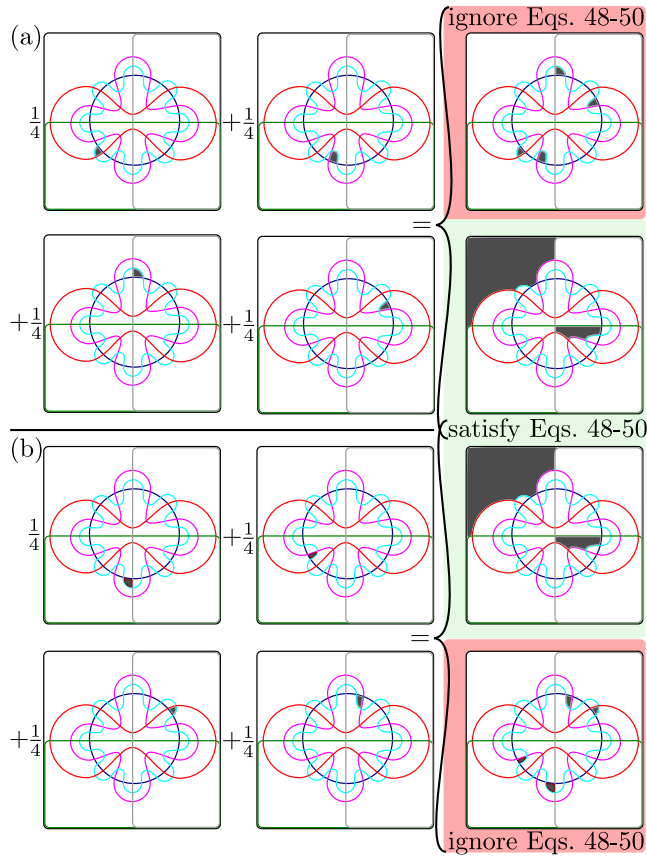 (a)
ignore Eqs. 48-50
1/4 +1/4
=
+1/4 +1/4
satisfy Eqs. 48-50
(b)
1/4 +1/4
=
+1/4 +1/4
ignore Eqs. 48-50